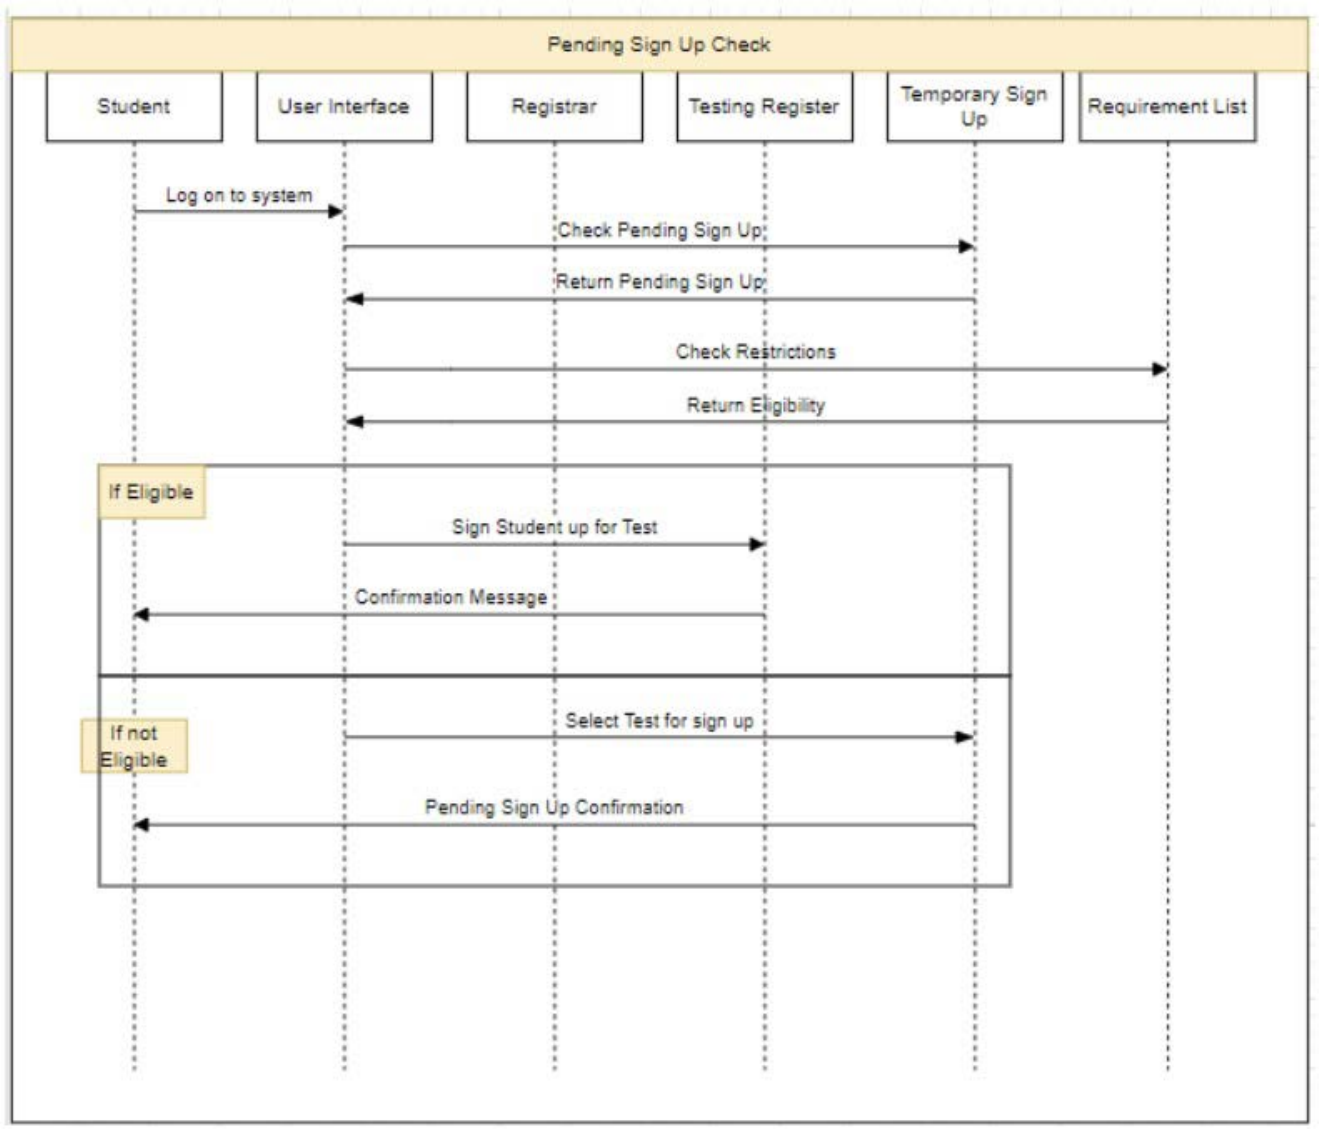 Pending Sign Up Check
Student
User Interface
Registrar
Testing Register
Temporary Sign
Up
Requirement List
Log on to system
Check Pending Sign Up
Return Pending Sign Up
Check Restrictions
Return Eligibility
If Eligible
Sign Student up for Test
Confirmation Message
If not
Eligible
Select Test for sign up
Pending Sign Up Confirmation